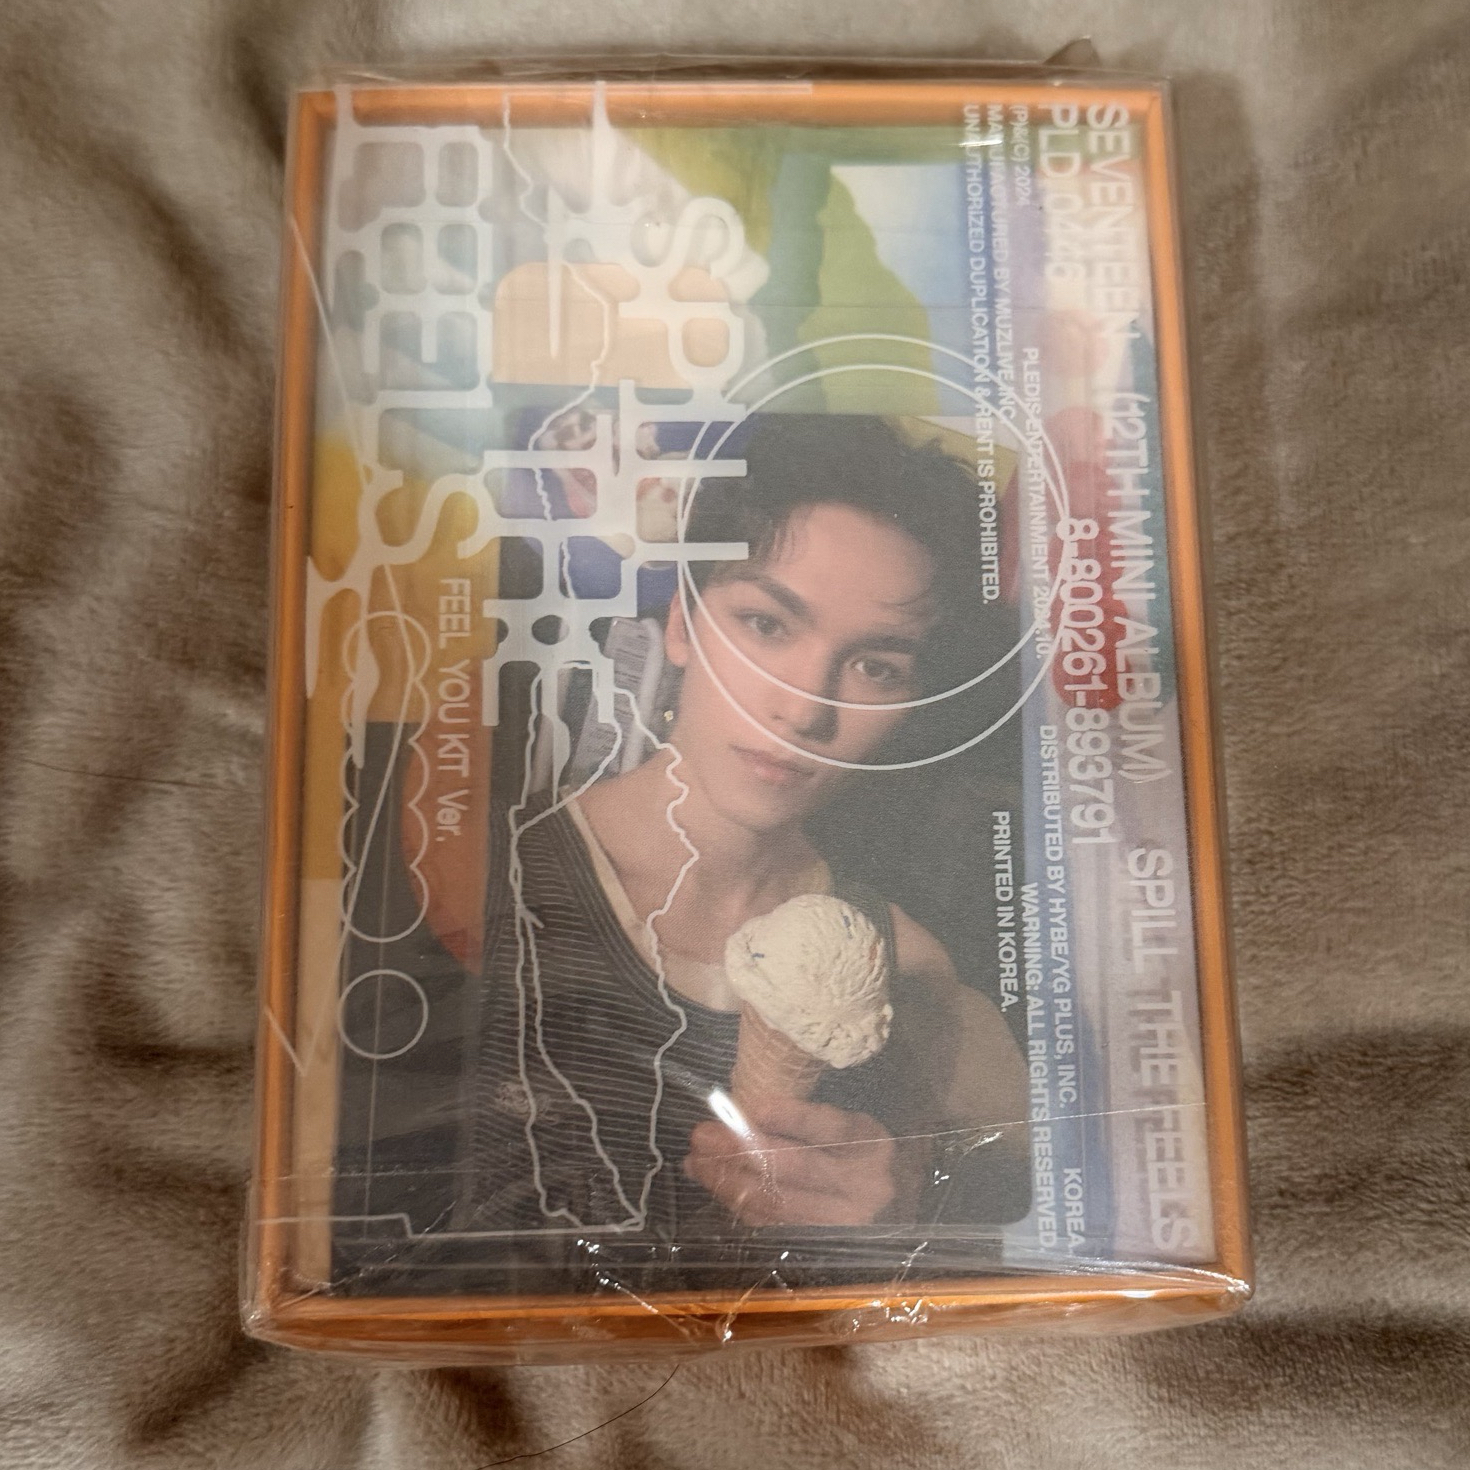 SEVENTEEN (12TH MINI ALBUM) SPILL THE FEELS
PLD 0446 8-800261-893791
(P)&(C) 2024 PLEDIS ENTERTAINMENT 2024.10. DISTRIBUTED BY HYBE/YG PLUS, INC. KOREA.
MANUFACTURED BY MUZLIVE INC. WARNING: ALL RIGHTS RESERVED.
UNAUTHORIZED DUPLICATION & RENT IS PROHIBITED. PRINTED IN KOREA.
SPILL
THE
FEELS
FEEL YOU KIT Ver.